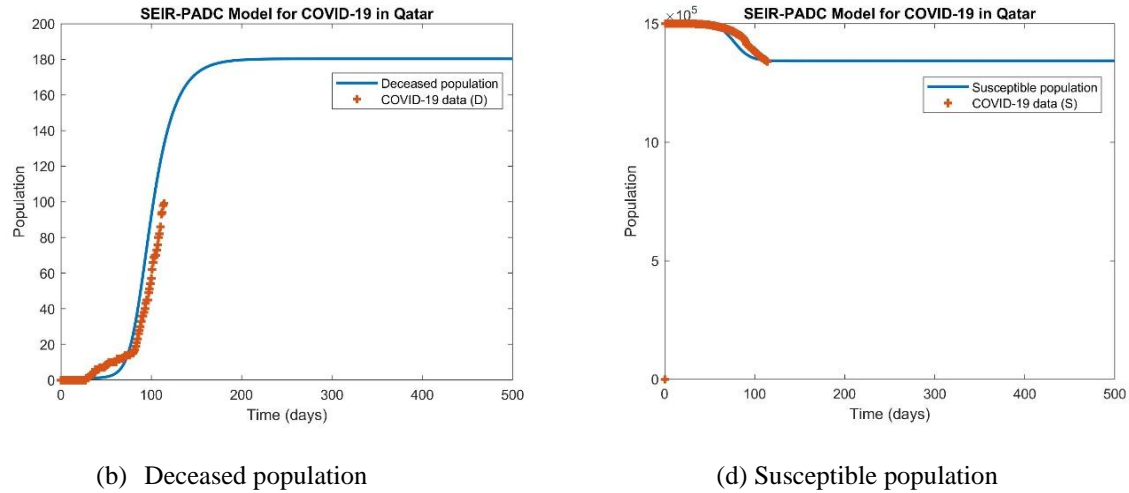 SEIR-PADC Model for COVID-19 in Qatar
200
180
160
140
120
100
80
60
40
20
0
Population
Deceased population
COVID-19 data (D)
0 100 200 300 400 500
Time (days)
(b) Deceased population
SEIR-PADC Model for COVID-19 in Qatar
× 10^5
15
10
5
0
Population
Susceptible population
COVID-19 data (S)
0 100 200 300 400 500
Time (days)
(d) Susceptible population